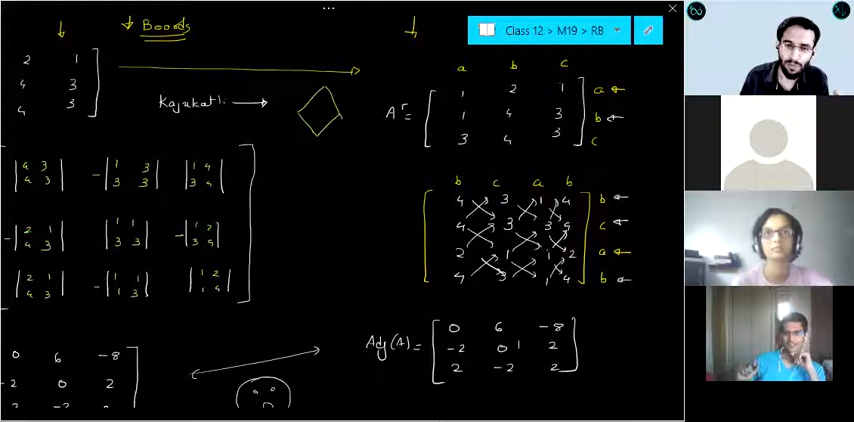 Boards
Class 12 > M19 > RB
2 1
4 3
4 3
Kajukatli
a b c
Aᵀ =
1 2 1 a
1 4 3 b
3 4 3 c
|4 3| -|1 3| |1 4|
|4 3| |3 3| |3 4|
-|2 1| |1 1| -|1 2|
|4 3| |3 3| |3 4|
|2 1| -|1 1| |1 2|
|4 3| |1 3| |1 4|
b c a b
4 3 1 4 b
4 3 3 4 c
2 1 1 2 a
4 3 1 4 b
0 6 -8
-2 0 2
2 -2 2
Adj(A) =
0 6 -8
-2 0 2
2 -2 2